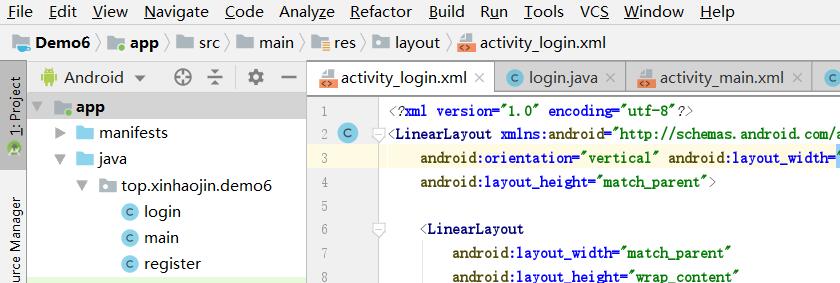 File Edit View Navigate Code Analyze Refactor Build Run Tools VCS Window Help
Demo6 app src main res layout activity_login.xml
Android
activity_login.xml login.java activity_main.xml
1: Project
app
manifests
java
top.xinhaojin.demo6
login
main
register
1 <?xml version="1.0" encoding="utf-8"?>
2 <LinearLayout xmlns:android="http://schemas.android.com/a
3 android:orientation="vertical" android:layout_width="
4 android:layout_height="match_parent">
5
6 <LinearLayout
7 android:layout_width="match_parent"
8 android:layout_height="wrap_content"
urce Manager